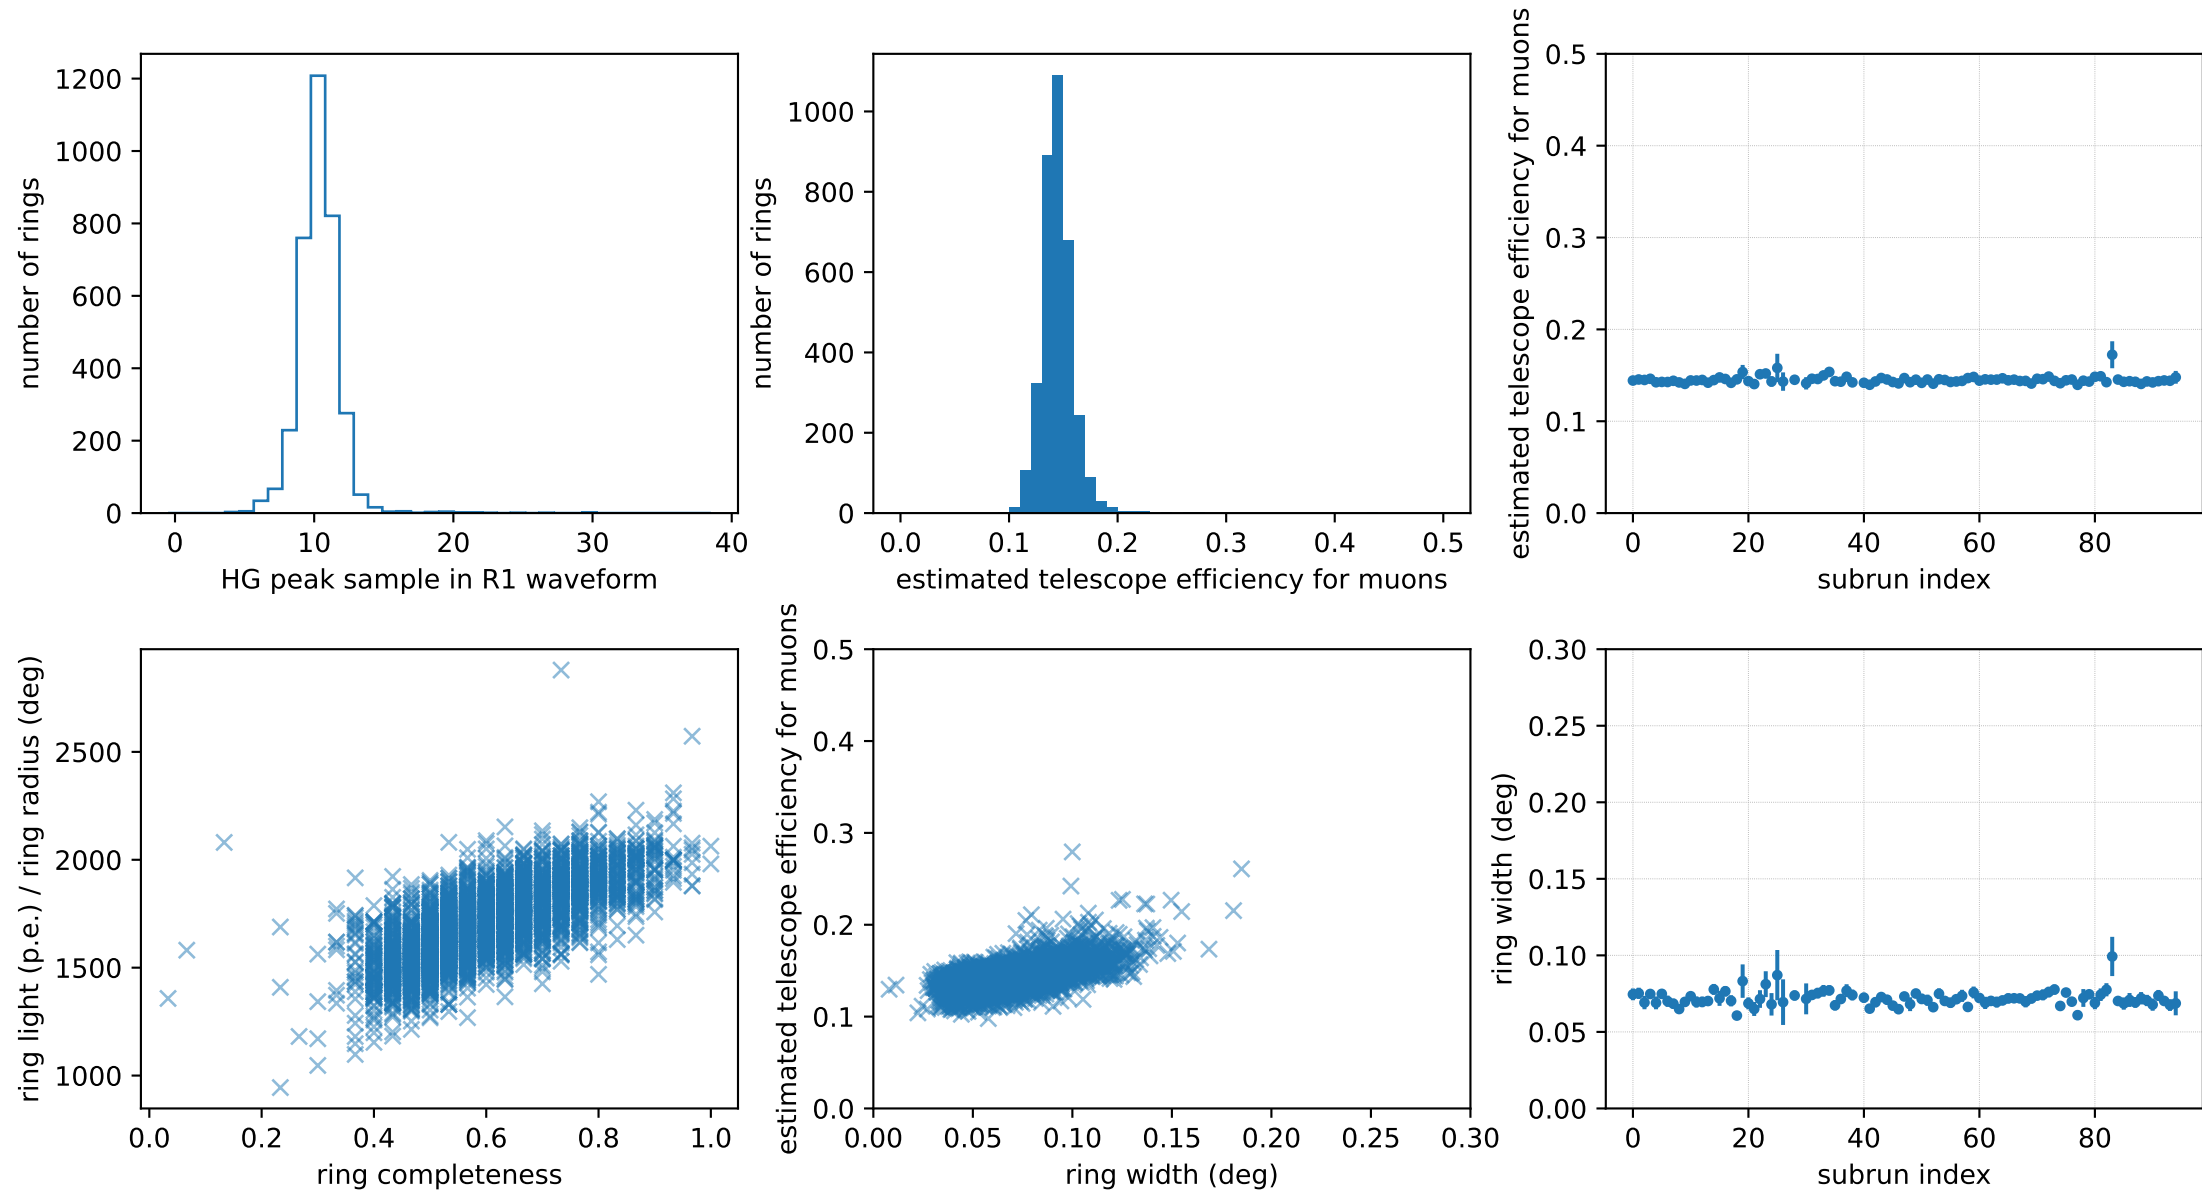 number of rings
1200
1000
800
600
400
200
0
0 10 20 30 40
HG peak sample in R1 waveform
number of rings
1000
800
600
400
200
0
0.0 0.1 0.2 0.3 0.4 0.5
estimated telescope efficiency for muons
estimated telescope efficiency for muons
0.5
0.4
0.3
0.2
0.1
0.0
0 20 40 60 80
subrun index
ring light (p.e.) / ring radius (deg)
2500
2000
1500
1000
0.0 0.2 0.4 0.6 0.8 1.0
ring completeness
estimated telescope efficiency for muons
0.5
0.4
0.3
0.2
0.1
0.0
0.00 0.05 0.10 0.15 0.20 0.25 0.30
ring width (deg)
ring width (deg)
0.30
0.25
0.20
0.15
0.10
0.05
0.00
0 20 40 60 80
subrun index